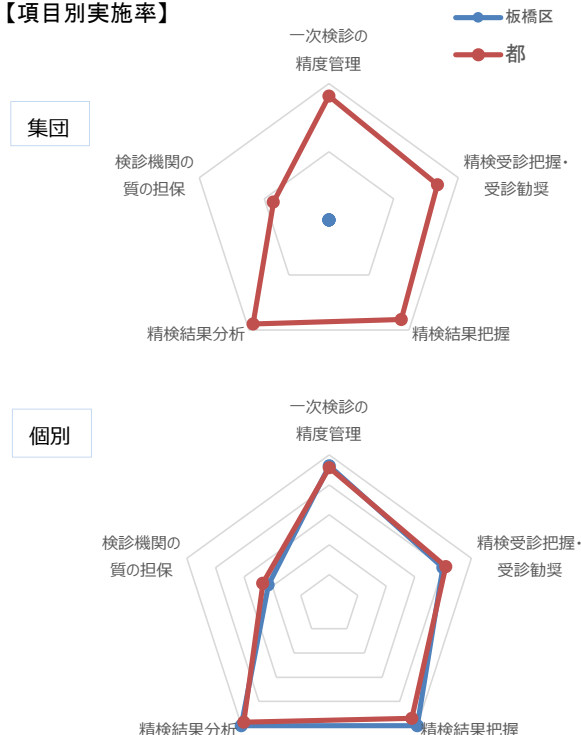 【項目別実施率】
板橋区
都
集団
一次検診の
精度管理
精検受診把握・
受診勧奨
精検結果把握
精検結果分析
検診機関の
質の担保
個別
一次検診の
精度管理
精検受診把握・
受診勧奨
精検結果把握
精検結果分析
検診機関の
質の担保